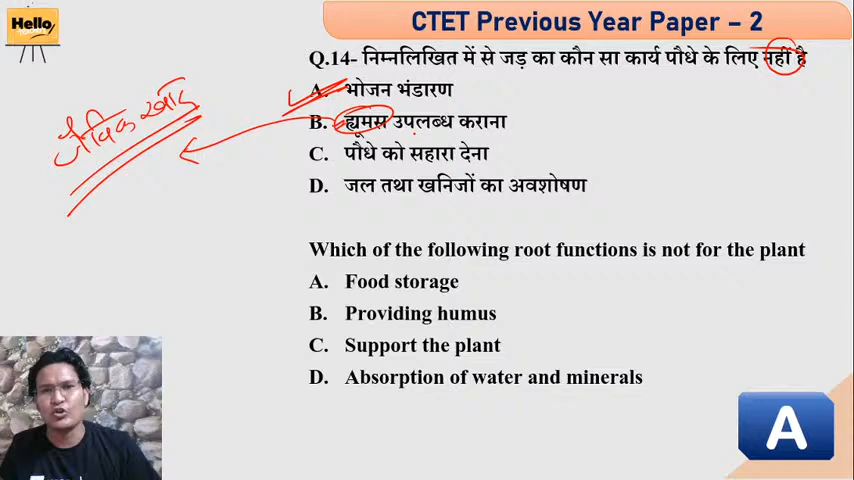 Hello
CTET Previous Year Paper – 2
Q.14- निम्नलिखित में से जड़ का कौन सा कार्य पौधे के लिए नहीं है
A. भोजन भंडारण
B. ह्यूमस उपलब्ध कराना
C. पौधे को सहारा देना
D. जल तथा खनिजों का अवशोषण
जैविक खाद
Which of the following root functions is not for the plant
A. Food storage
B. Providing humus
C. Support the plant
D. Absorption of water and minerals
A